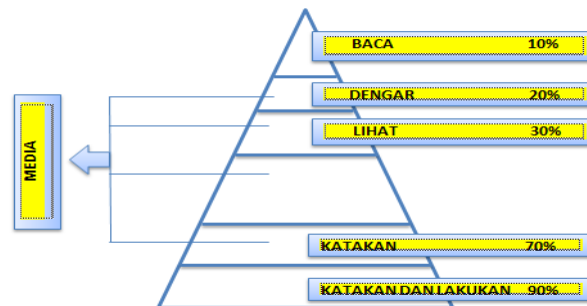 BACA 10%
DENGAR 20%
LIHAT 30%
MEDIA
KATAKAN 70%
KATAKAN DAN LAKUKAN 90%